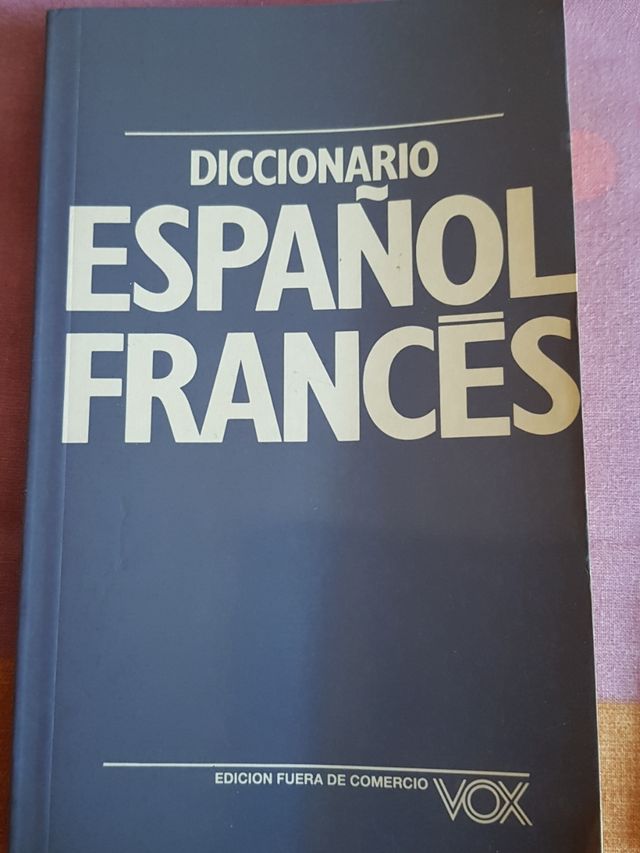 DICCIONARIO
ESPAÑOL
FRANCÉS
EDICION FUERA DE COMERCIO VOX